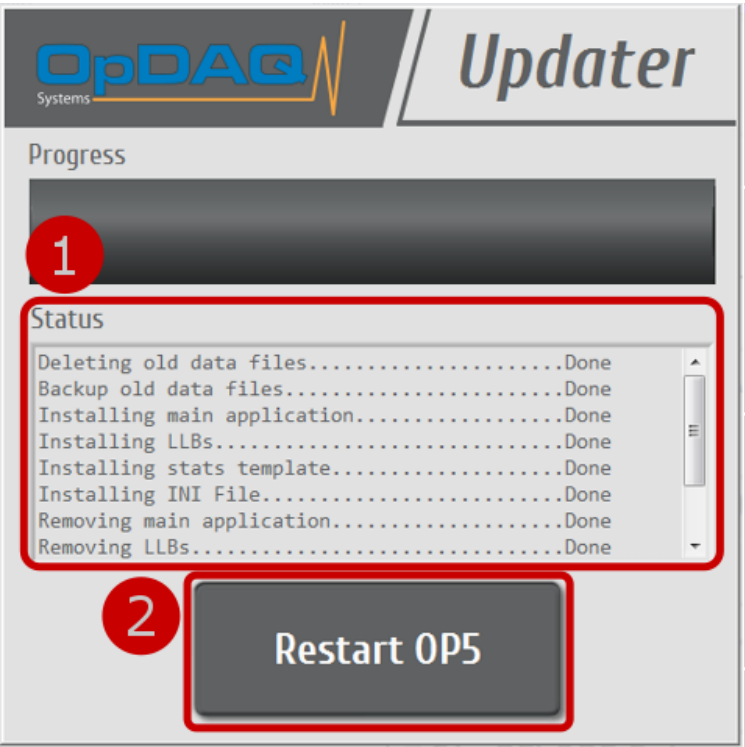 OpDAQ
Systems
Updater
Progress
1
Status
Deleting old data files......................Done
Backup old data files........................Done
Installing main application..................Done
Installing LLBs..............................Done
Installing stats template....................Done
Installing INI File..........................Done
Removing main application....................Done
Removing LLBs................................Done
2
Restart OP5